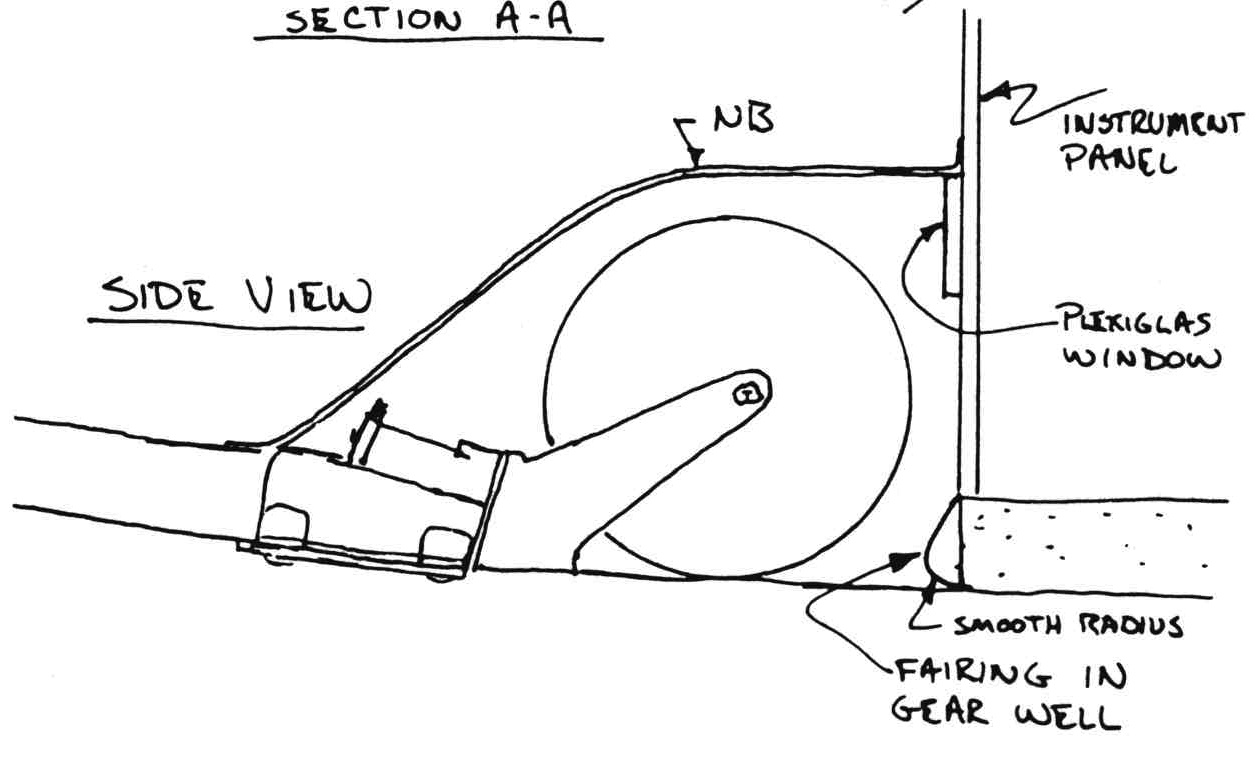 SECTION A-A
NB
INSTRUMENT
PANEL
SIDE VIEW
PLEXIGLAS
WINDOW
SMOOTH RADIUS
FAIRING IN
GEAR WELL